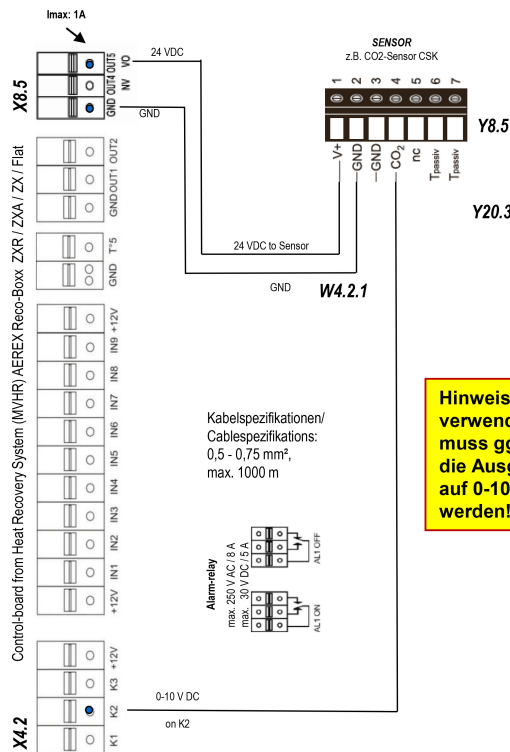 Imax: 1A
X8.5
OUT5 VO
OUT4 NV
GND
24 VDC
GND
SENSOR
z.B. CO2-Sensor CSK
1 2 3 4 5 6 7
V+
GND
–GND
CO2
nc
Tpassiv
Tpassiv
Y8.5
Y20.3
Control-board from Heat Recovery System (MVHR) AEREX Reco-Boxx ZXR / ZXA / ZX / Flat
OUT2
OUT1
GND
T°5
GND
24 VDC to Sensor
GND
W4.2.1
+12V
IN9
IN8
IN7
IN6
IN5
IN4
IN3
IN2
IN1
+12V
Kabelspezifikationen/
Cablespecifikations:
0,5 - 0,75 mm²,
max. 1000 m
Hinweis
verwend
muss gg
die Ausg
auf 0-10
werden!
Alarm-relay
max. 250 V AC / 8 A
max. 30 V DC / 5 A
AL1 OFF
AL1 ON
X4.2
+12V
K3
K2
K1
0-10 V DC
on K2